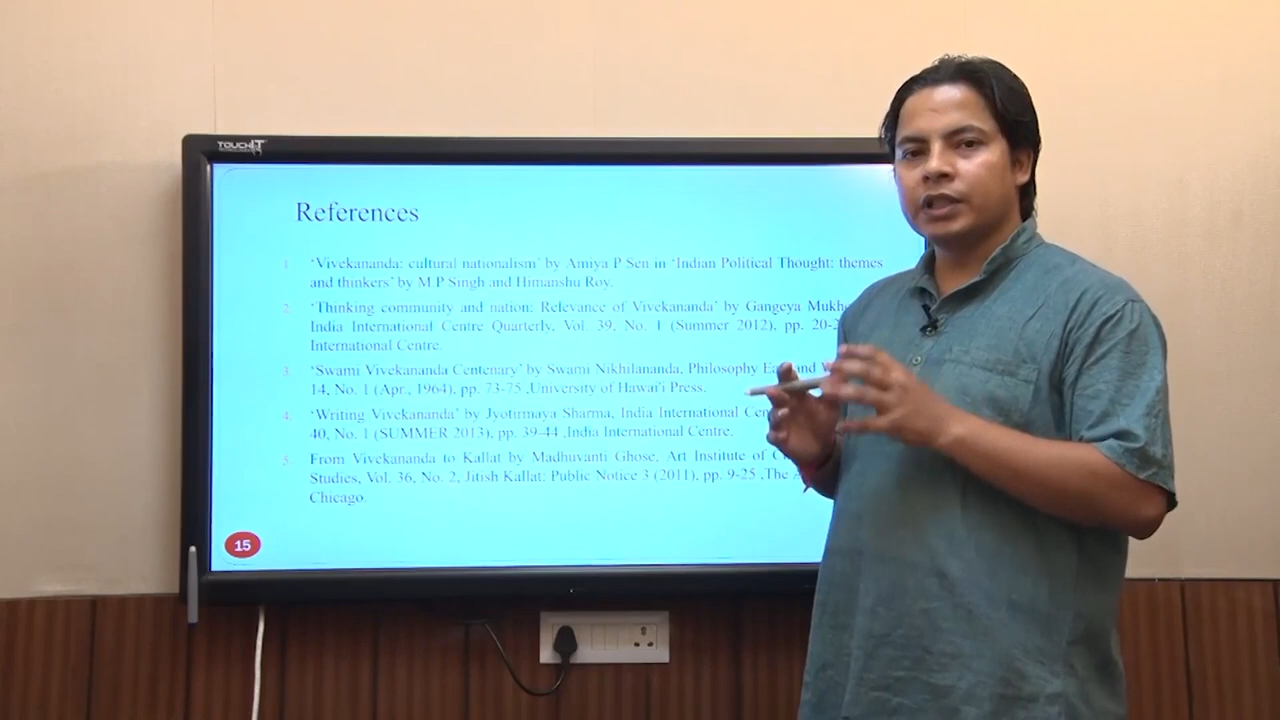 TOUCHIT
References
1. 'Vivekananda: cultural nationalism' by Amiya P Sen in 'Indian Political Thought: themes
and thinkers' by M P Singh and Himanshu Roy.
2. 'Thinking community and nation: Relevance of Vivekananda' by Gangeya
India International Centre Quarterly, Vol. 39, No. 1 (Summer 2012), pp.
International Centre.
3. 'Swami Vivekananda Centenary' by Swami Nikhilananda, Philosophy
14, No. 1 (Apr., 1964), pp. 73-75 ,University of Hawai'i Press.
4. 'Writing Vivekananda' by Jyotirmaya Sharma, India International
40, No. 1 (SUMMER 2013), pp. 39-44 ,India International Centre.
5. From Vivekananda to Kallat by Madhuvanti Ghose, Art Institute of
Studies, Vol. 36, No. 2, Jitish Kallat: Public Notice 3 (2011), pp. 9-25 ,The
Chicago.
15